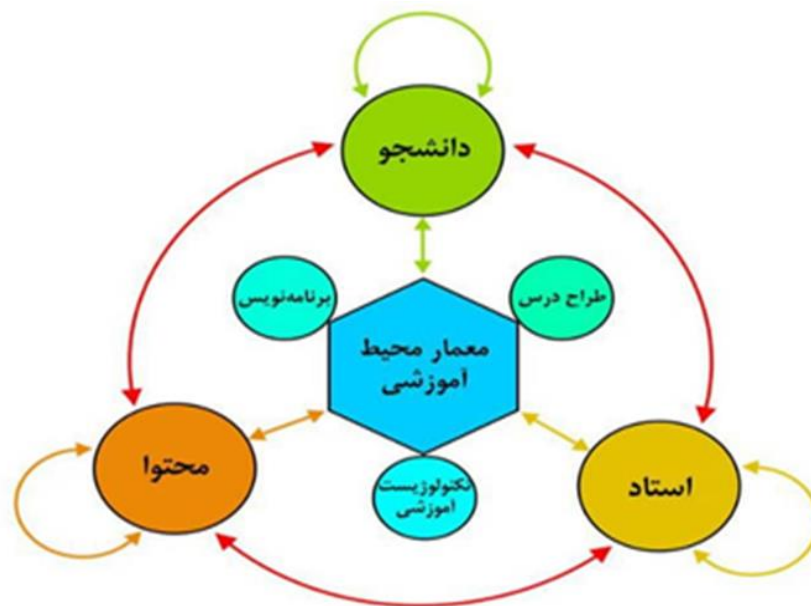 دانشجو
برنامه‌نویس
طراح درس
معمار محیط
آموزشی
محتوا
استاد
تکنولوژیست
آموزشی